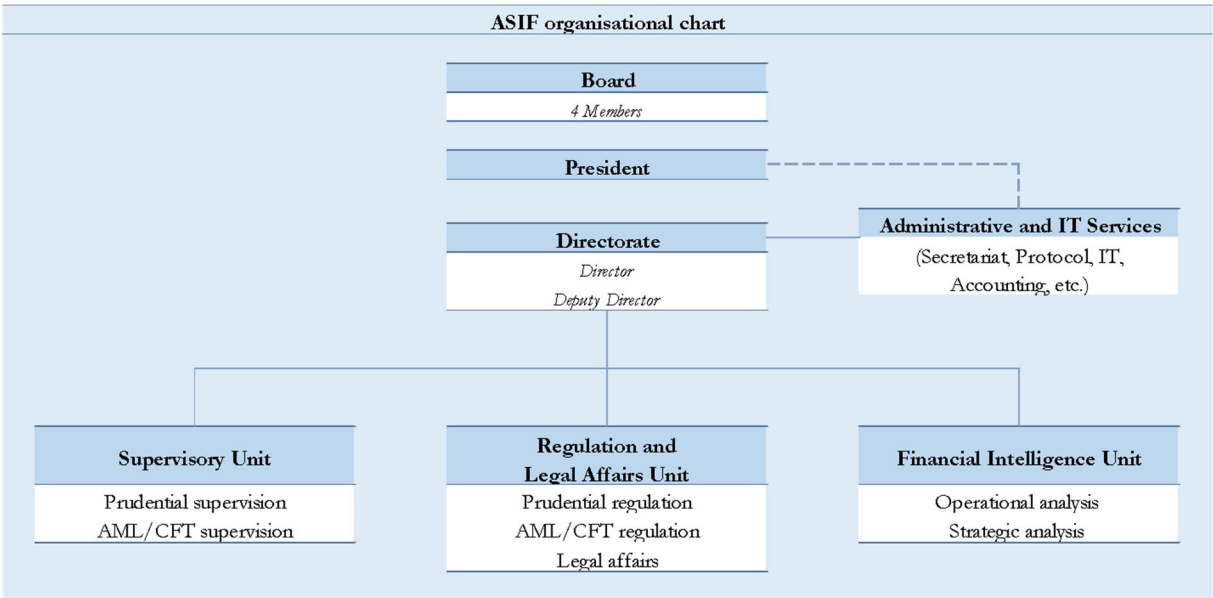 ASIF organisational chart
Board
4 Members
President
Administrative and IT Services
(Secretariat, Protocol, IT,
Accounting, etc.)
Directorate
Director
Deputy Director
Supervisory Unit
Prudential supervision
AML/CFT supervision
Regulation and
Legal Affairs Unit
Prudential regulation
AML/CFT regulation
Legal affairs
Financial Intelligence Unit
Operational analysis
Strategic analysis